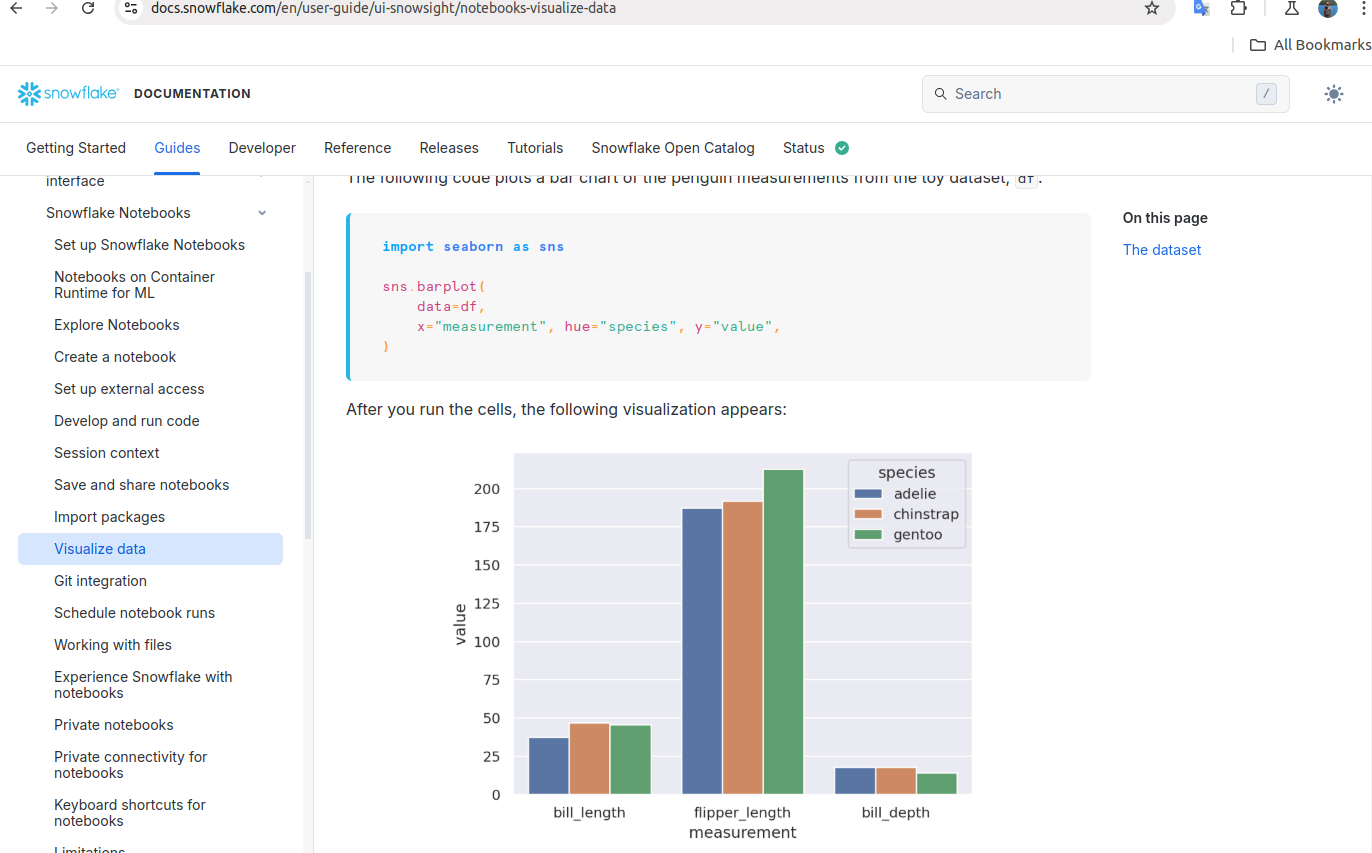 docs.snowflake.com/en/user-guide/ui-snowsight/notebooks-visualize-data
All Bookmarks
snowflake® DOCUMENTATION
Search /
Getting Started Guides Developer Reference Releases Tutorials Snowflake Open Catalog Status
interface
Snowflake Notebooks
Set up Snowflake Notebooks
Notebooks on Container
Runtime for ML
Explore Notebooks
Create a notebook
Set up external access
Develop and run code
Session context
Save and share notebooks
Import packages
Visualize data
Git integration
Schedule notebook runs
Working with files
Experience Snowflake with
notebooks
Private notebooks
Private connectivity for
notebooks
Keyboard shortcuts for
notebooks
Limitations
The following code plots a bar chart of the penguin measurements from the toy dataset, df.
import seaborn as sns
sns.barplot(
    data=df,
    x="measurement", hue="species", y="value",
)
After you run the cells, the following visualization appears:
species
adelie
chinstrap
gentoo
200
175
150
125
100
75
50
25
0
value
bill_length flipper_length bill_depth
measurement
On this page
The dataset